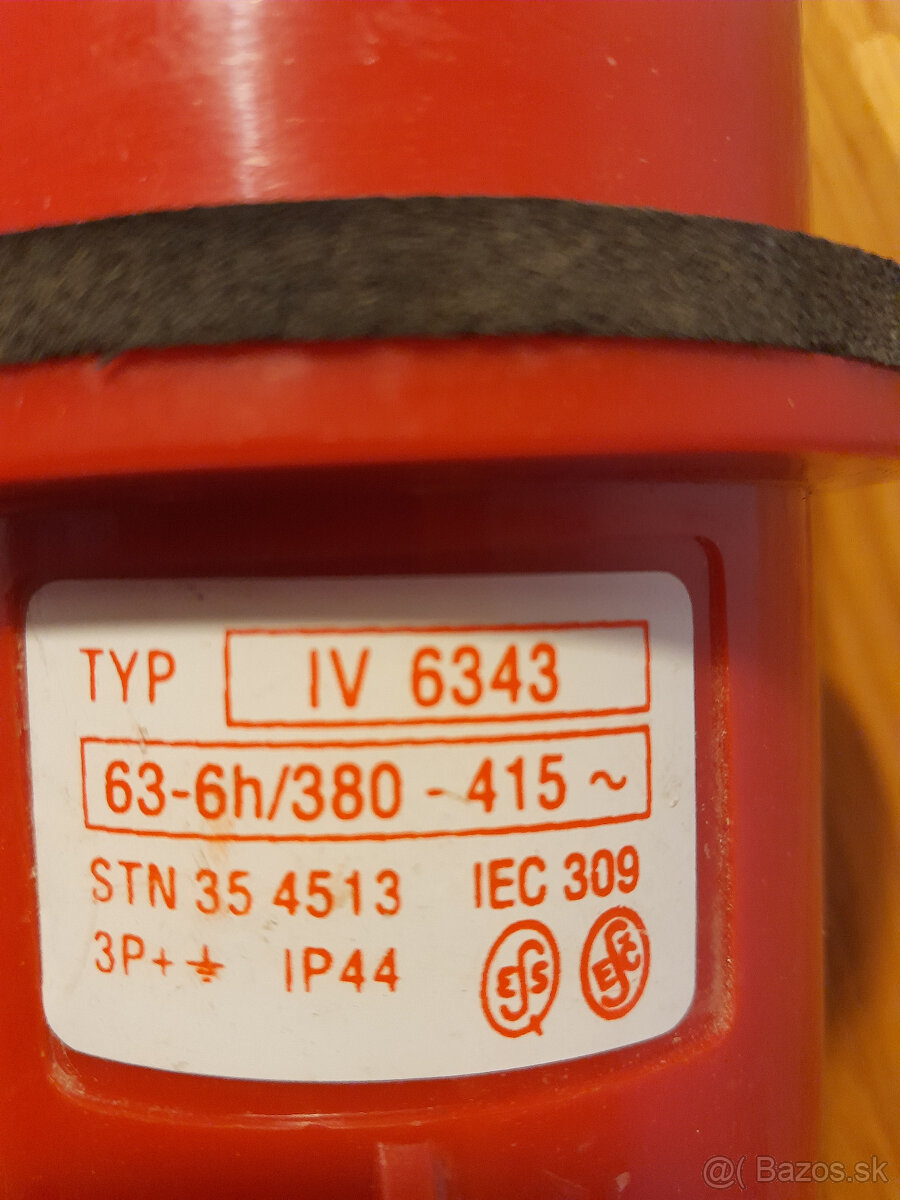 TYP IV 6343
63-6h/380 - 415 ~
STN 35 4513 IEC 309
3P+⏚ IP44
@( Bazos.sk